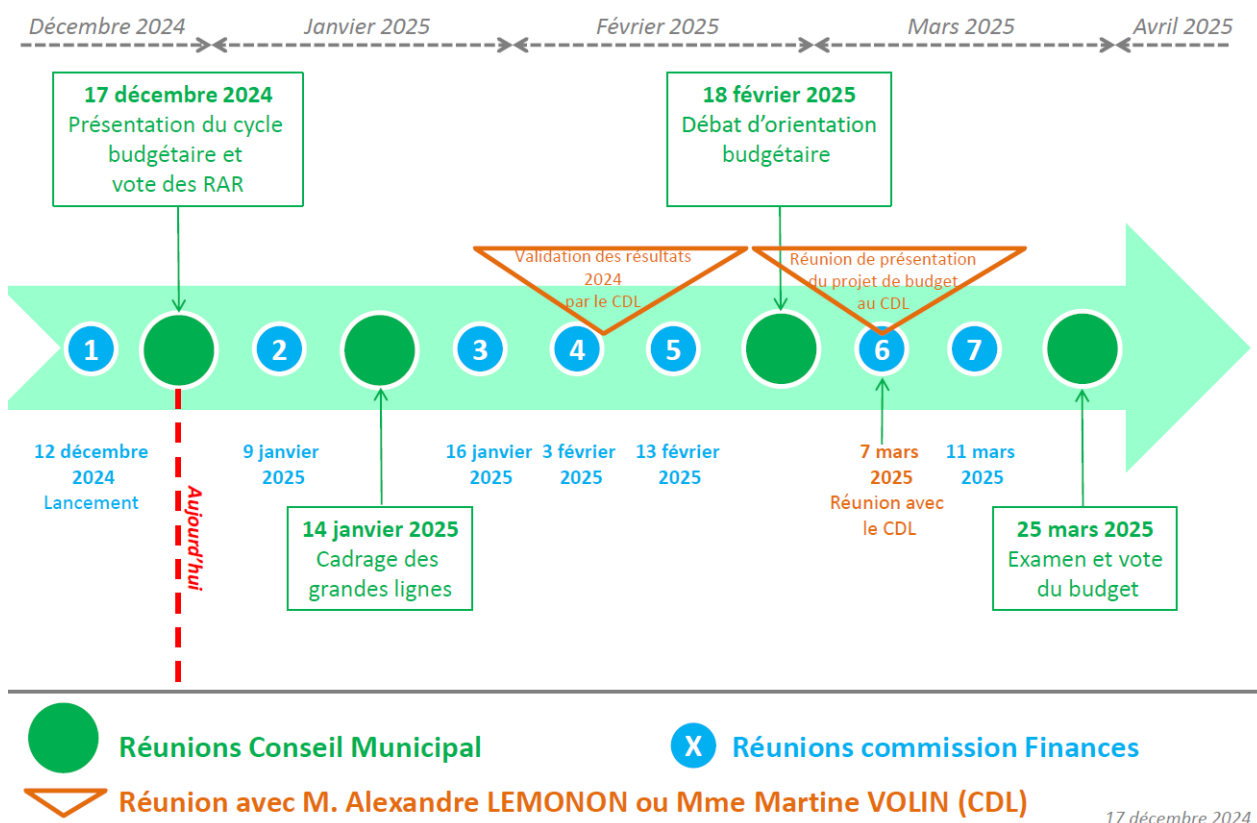 Décembre 2024
Janvier 2025
Février 2025
Mars 2025
Avril 2025
17 décembre 2024
Présentation du cycle
budgétaire et
vote des RAR
18 février 2025
Débat d’orientation
budgétaire
Validation des résultats
2024
par le CDL
Réunion de présentation
du projet de budget
au CDL
1
2
3
4
5
6
7
12 décembre
2024
Lancement
Aujourd’hui
9 janvier
2025
14 janvier 2025
Cadrage des
grandes lignes
16 janvier
2025
3 février
2025
13 février
2025
7 mars
2025
Réunion avec
le CDL
11 mars
2025
25 mars 2025
Examen et vote
du budget
Réunions Conseil Municipal
X
Réunions commission Finances
Réunion avec M. Alexandre LEMONON ou Mme Martine VOLIN (CDL)
17 décembre 2024